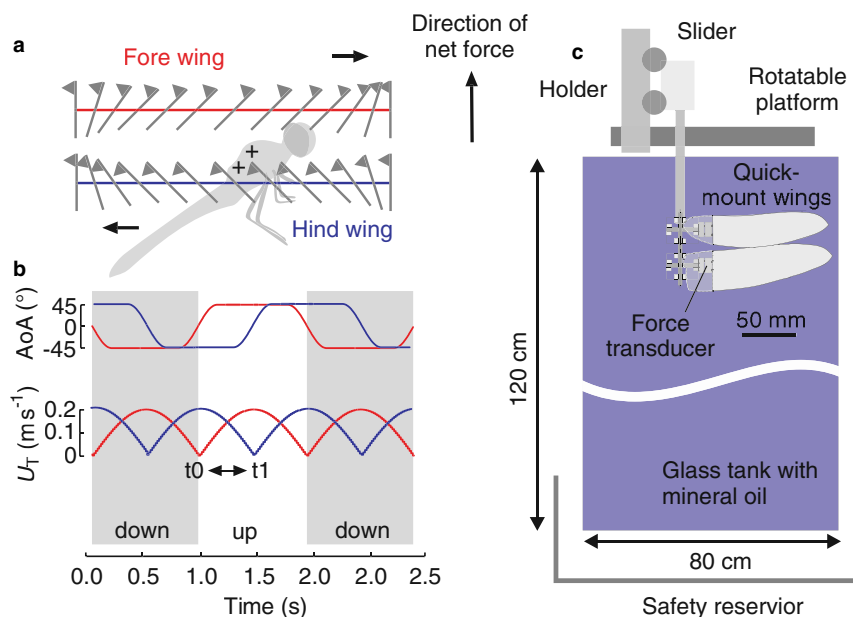 a
Fore wing
Hind wing
Direction of
net force
b
AoA (°)
45
0
-45
U_T (m s⁻¹)
0.2
0.1
0
t0
t1
down
up
down
0.0
0.5
1.0
1.5
2.0
2.5
Time (s)
c
Slider
Holder
Rotatable
platform
Quick-
mount wings
Force
transducer
50 mm
120 cm
Glass tank with
mineral oil
80 cm
Safety reservior